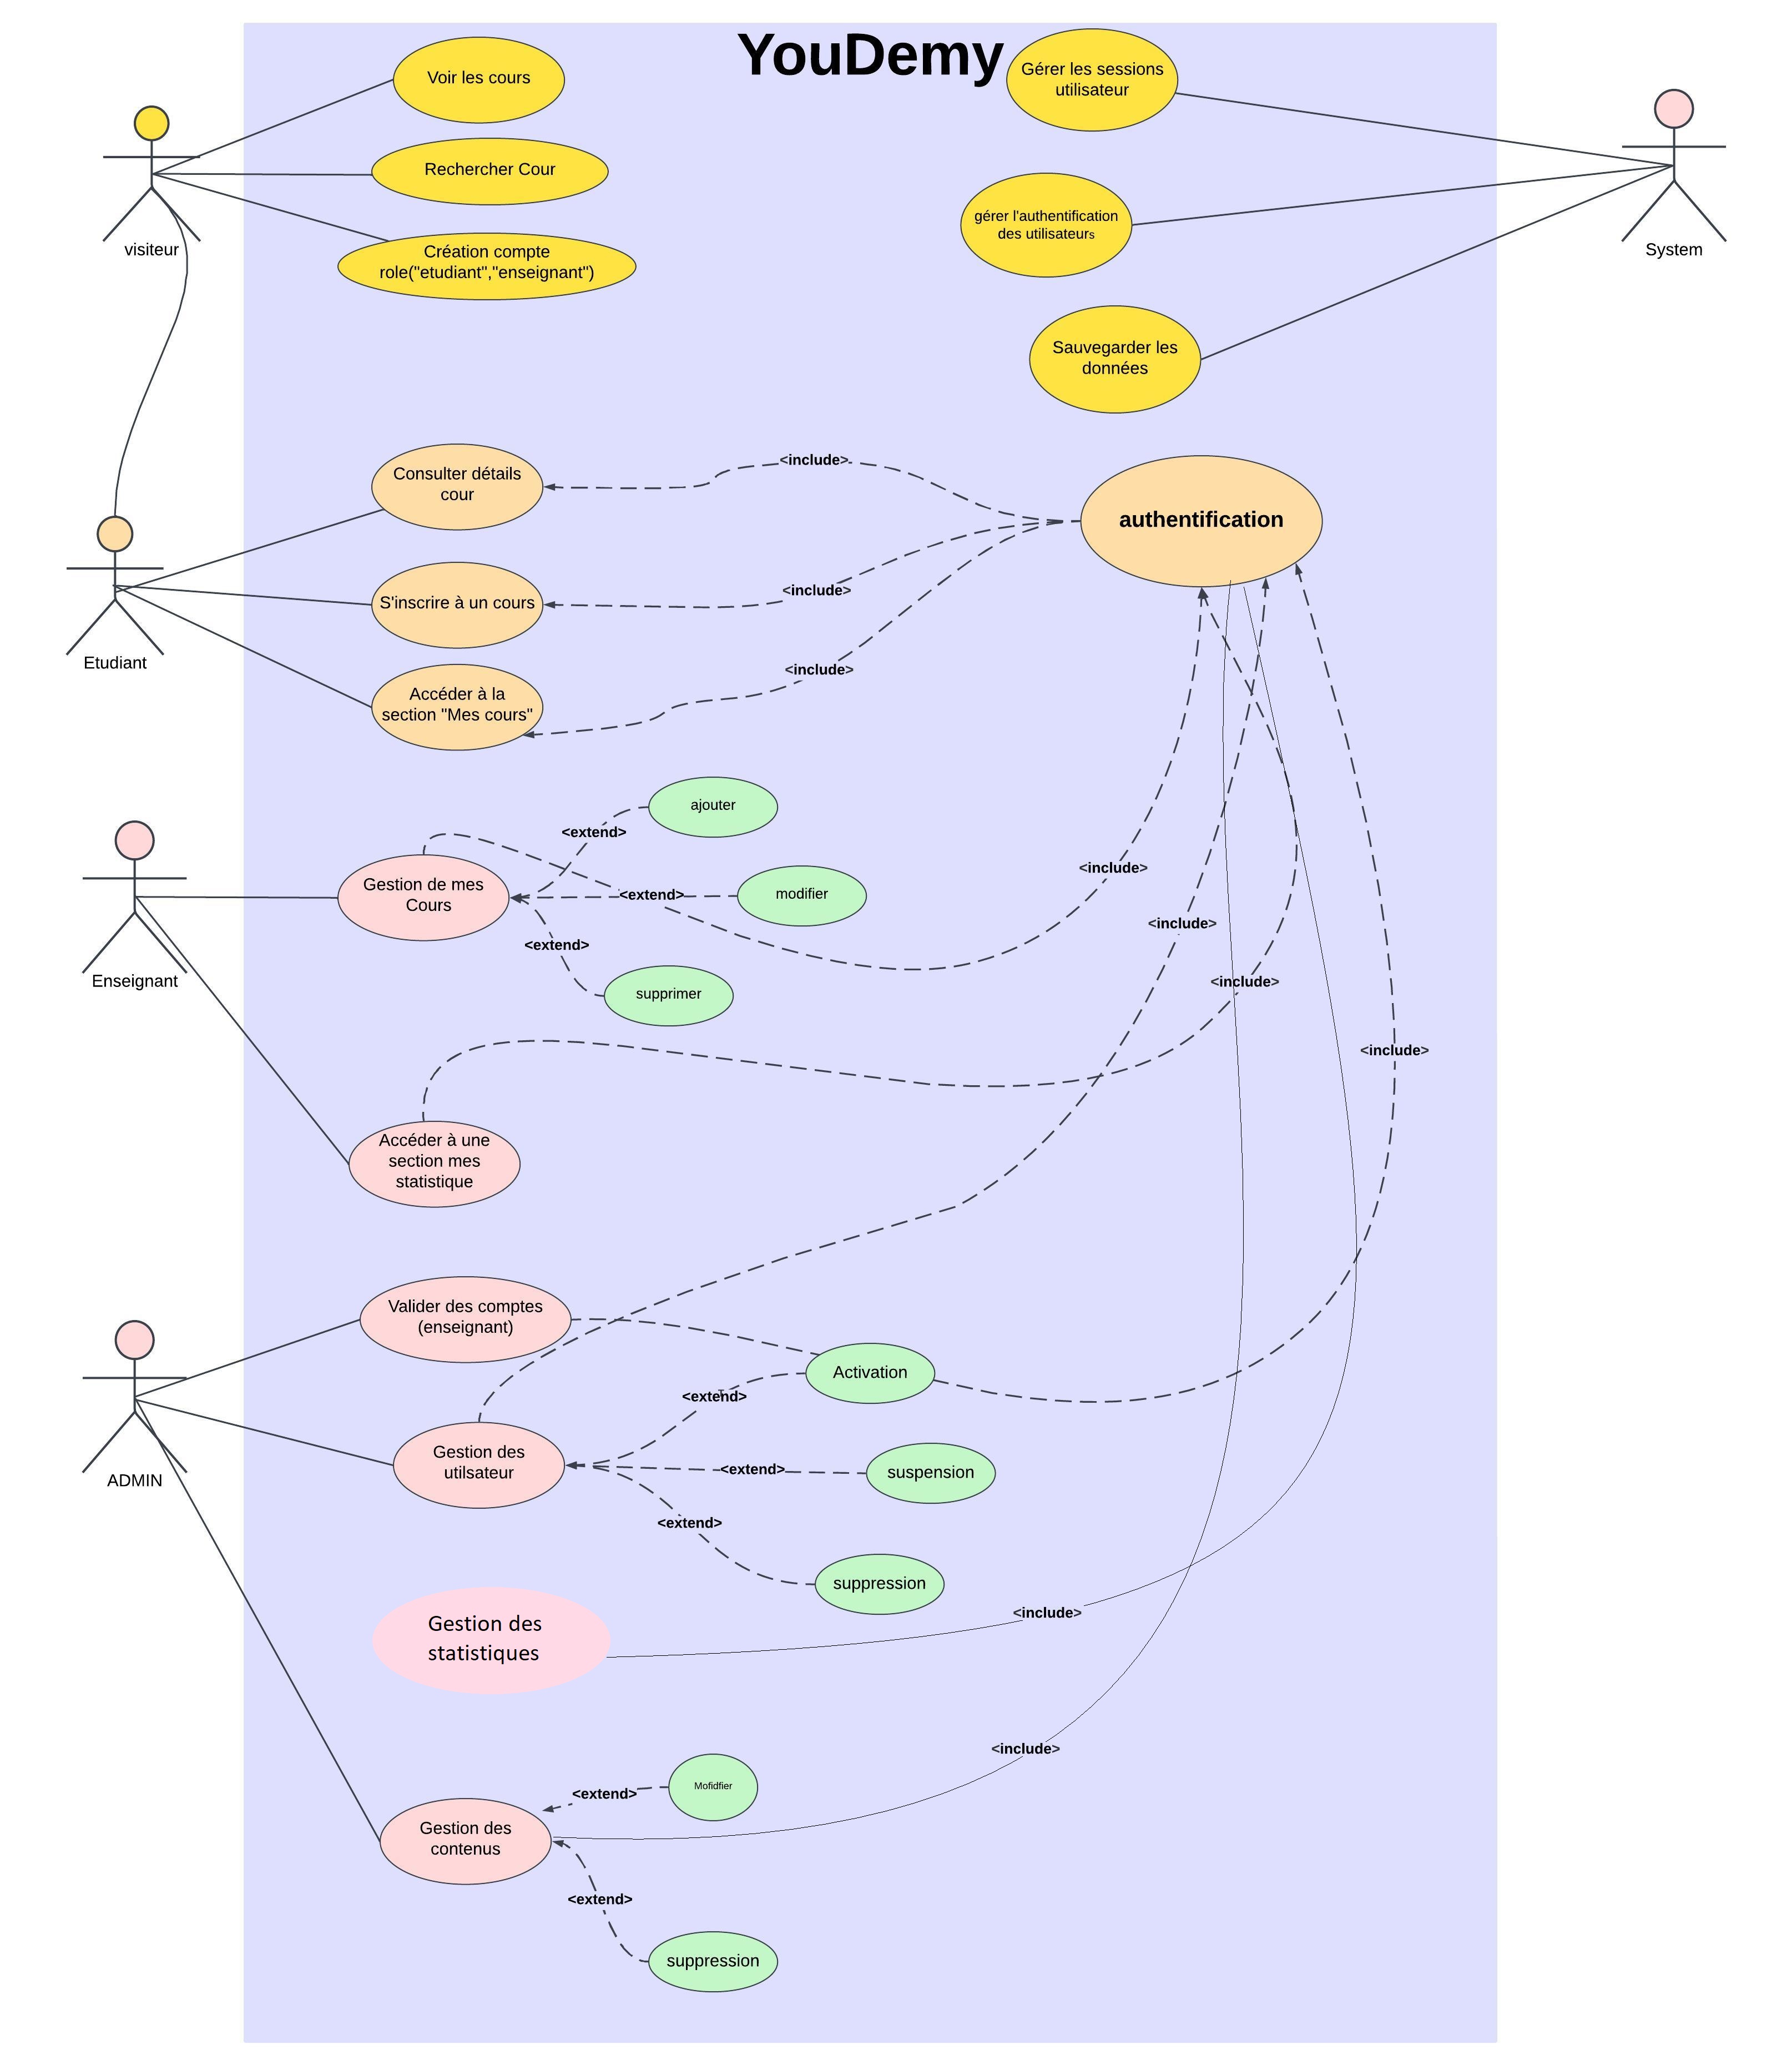 YouDemy
Voir les cours
Rechercher Cour
Création compte
role("etudiant","enseignant")
visiteur
Gérer les sessions
utilisateur
gérer l'authentification
des utilisateurs
Sauvegarder les
données
System
Consulter détails
cour
<include>
authentification
S'inscrire à un cours
<include>
Accéder à la
section "Mes cours"
<include>
Etudiant
ajouter
<extend>
Gestion de mes
Cours
<extend>
modifier
<include>
<extend>
supprimer
<include>
<include>
<include>
Enseignant
Accéder à une
section mes
statistique
Valider des comptes
(enseignant)
Activation
<extend>
Gestion des
utilsateur
<extend>
suspension
<extend>
suppression
ADMIN
Gestion des
statistiques
<include>
<include>
Mofidfier
<extend>
Gestion des
contenus
<extend>
suppression